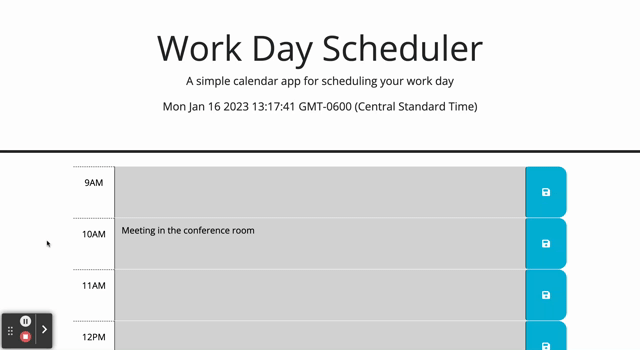 Work Day Scheduler
A simple calendar app for scheduling your work day
Mon Jan 16 2023 13:17:41 GMT-0600 (Central Standard Time)
9AM
10AM Meeting in the conference room
11AM
12PM